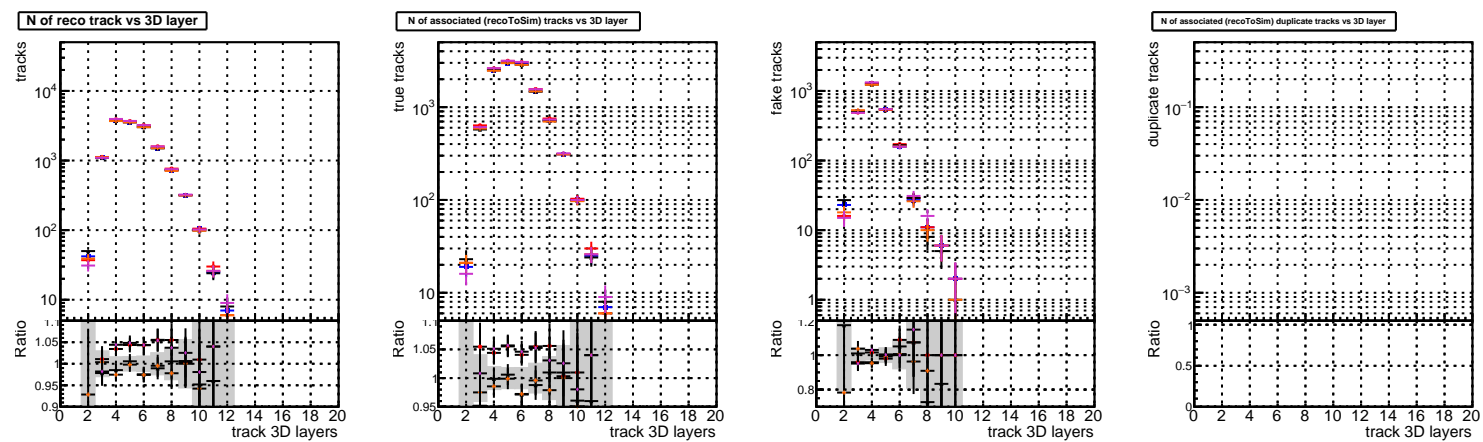 N of reco track vs 3D layer
tracks
10^4
10^3
10^2
10
Ratio
1.1
1.05
1
0.95
0.9
0 2 4 6 8 10 12 14 16 18 20
track 3D layers
N of associated (recoToSim) tracks vs 3D layer
true tracks
10^3
10^2
10
Ratio
1.1
1.05
1
0.95
0 2 4 6 8 10 12 14 16 18 20
track 3D layers
fake tracks
10^3
10^2
10
1
Ratio
1.2
1
0.8
0 2 4 6 8 10 12 14 16 18 20
track 3D layers
N of associated (recoToSim) duplicate tracks vs 3D layer
duplicate tracks
10^−1
10^−2
10^−3
Ratio
1
0.5
0
0 2 4 6 8 10 12 14 16 18 20
track 3D layers